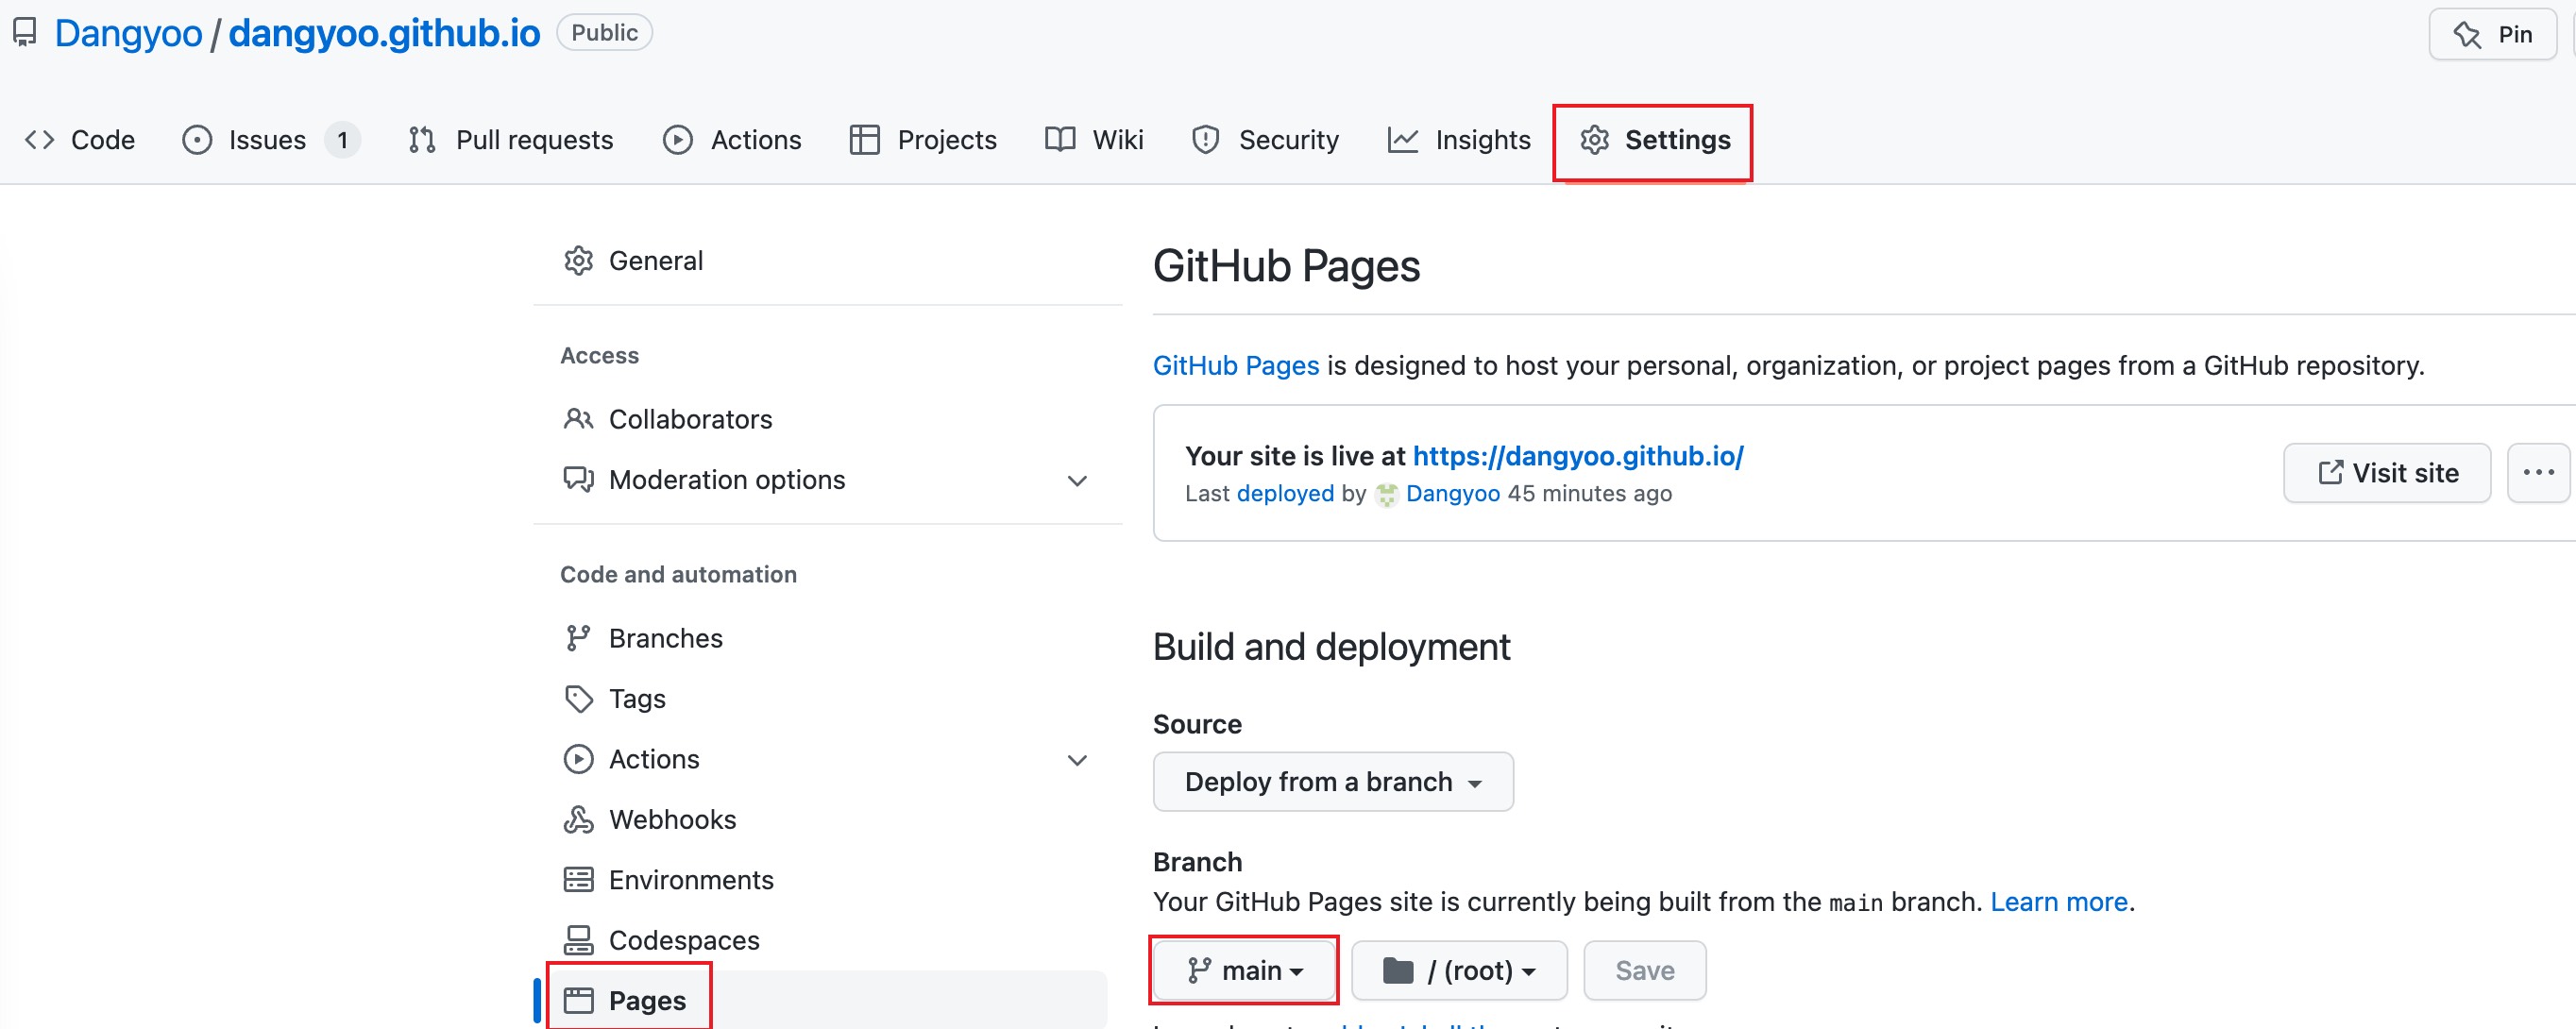 Dangyoo / dangyoo.github.io Public Pin
Code Issues 1 Pull requests Actions Projects Wiki Security Insights Settings
General
Access
Collaborators
Moderation options
Code and automation
Branches
Tags
Actions
Webhooks
Environments
Codespaces
Pages
GitHub Pages
GitHub Pages is designed to host your personal, organization, or project pages from a GitHub repository.
Your site is live at https://dangyoo.github.io/
Last deployed by Dangyoo 45 minutes ago
Visit site ...
Build and deployment
Source
Deploy from a branch
Branch
Your GitHub Pages site is currently being built from the main branch. Learn more.
main / (root) Save